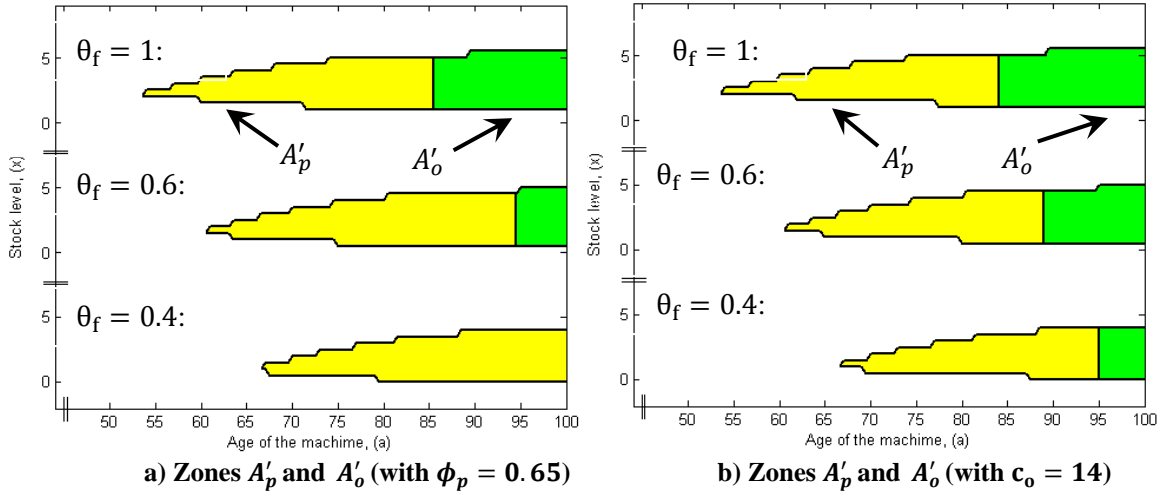 θf = 1:
5
0
A′p
A′o
θf = 0.6:
5
0
θf = 0.4:
5
0
Stock level, (x)
50 55 60 65 70 75 80 85 90 95 100
Age of the machime, (a)
a) Zones A′p and A′o (with ϕp = 0.65)
θf = 1:
5
0
A′p
A′o
θf = 0.6:
5
0
θf = 0.4:
5
0
Stock level, (x)
50 55 60 65 70 75 80 85 90 95 100
Age of the machime, (a)
b) Zones A′p and A′o (with co = 14)